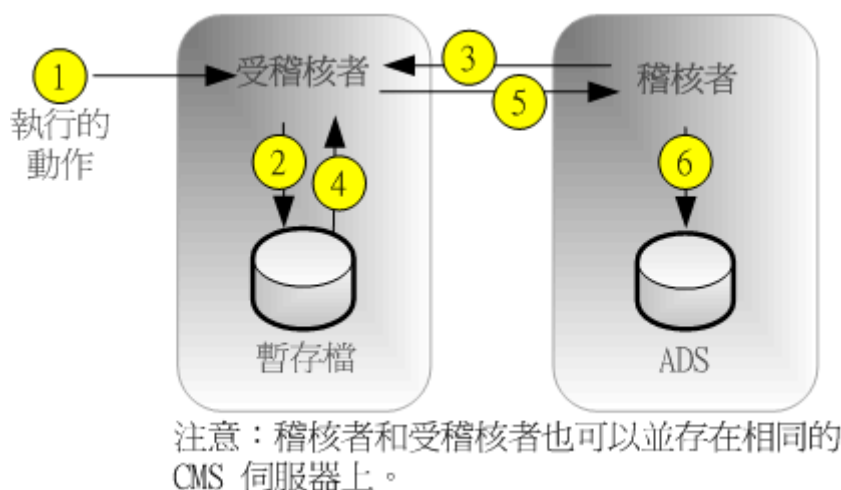 1
執行的
動作
受稽核者
3
5
稽核者
2
4
6
暫存檔
ADS
注意：稽核者和受稽核者也可以並存在相同的
CMS 伺服器上。